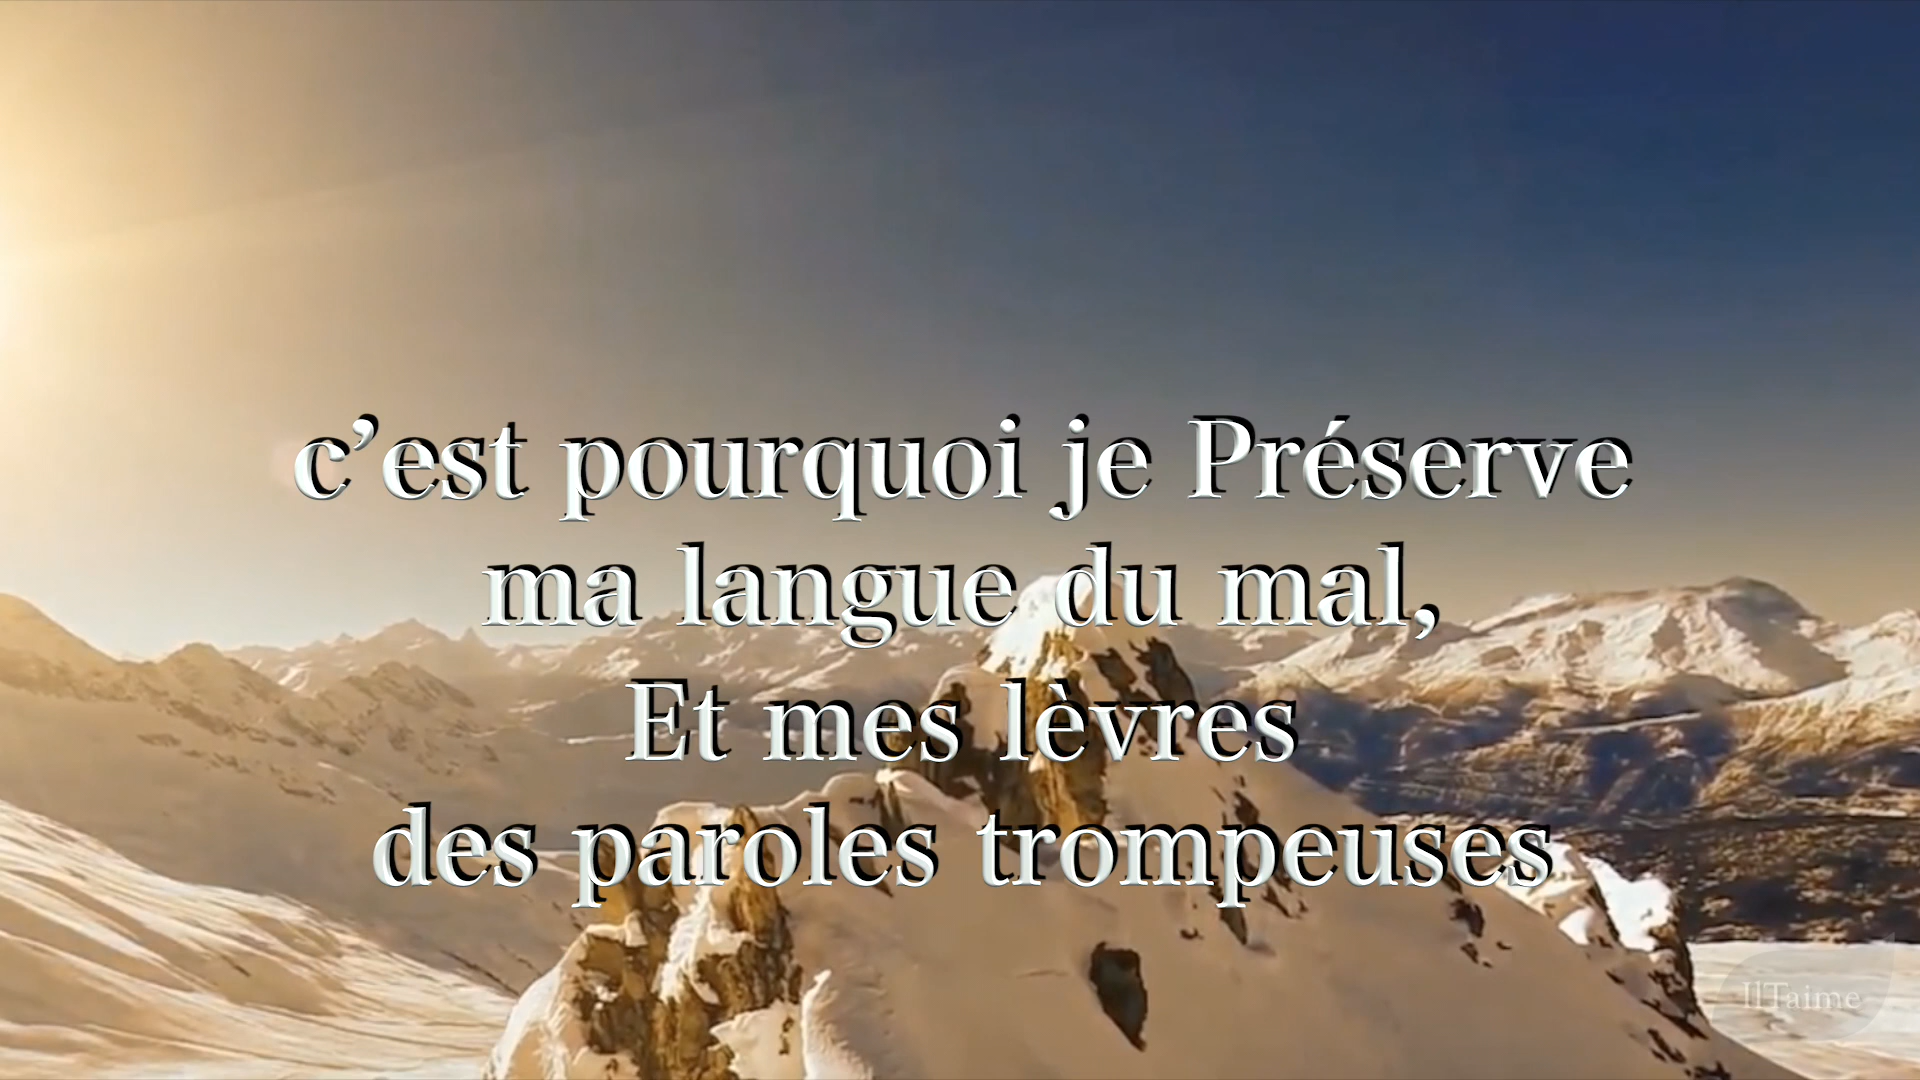 c’est pourquoi je Préserve
ma langue du mal,
Et mes lèvres
des paroles trompeuses
IlTaime